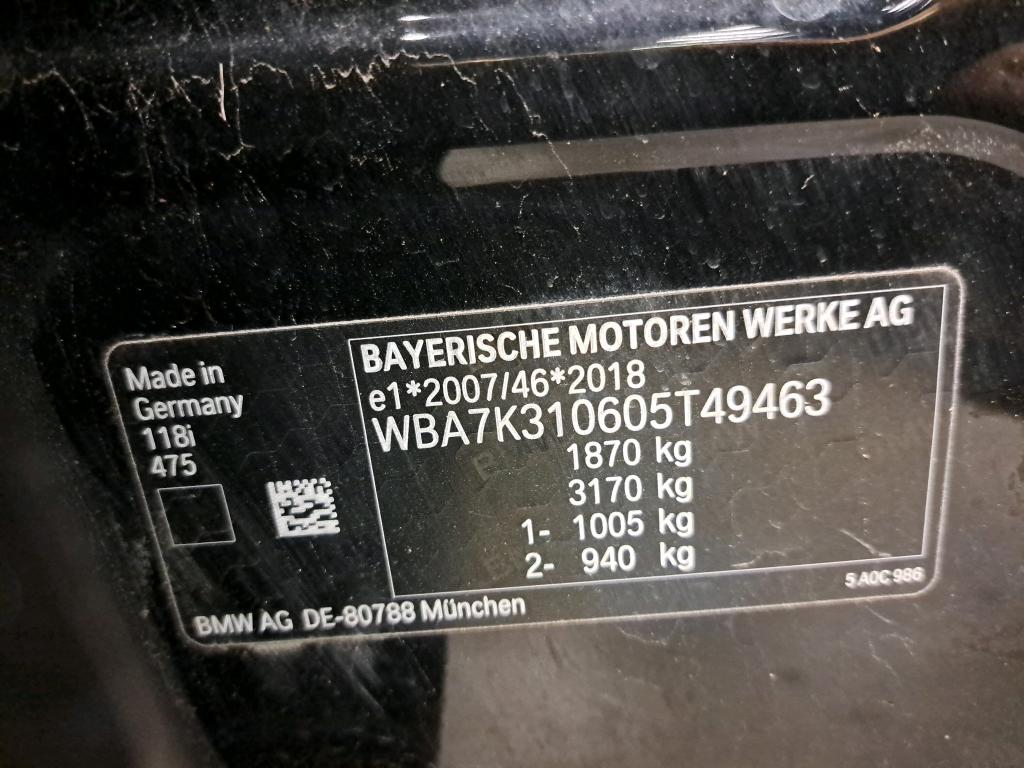 Made in
Germany
118i
475
BAYERISCHE MOTOREN WERKE AG
e1*2007/46*2018
WBA7K310605T49463
1870 kg
3170 kg
1- 1005 kg
2- 940 kg
5 A0C 986
BMW AG DE-80788 München